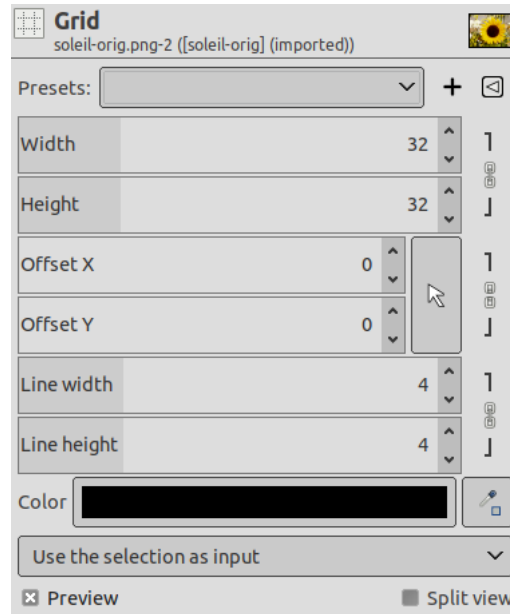 Grid
soleil-orig.png-2 ([soleil-orig] (imported))
Presets:
Width 32
Height 32
Offset X 0
Offset Y 0
Line width 4
Line height 4
Color
Use the selection as input
Preview Split view